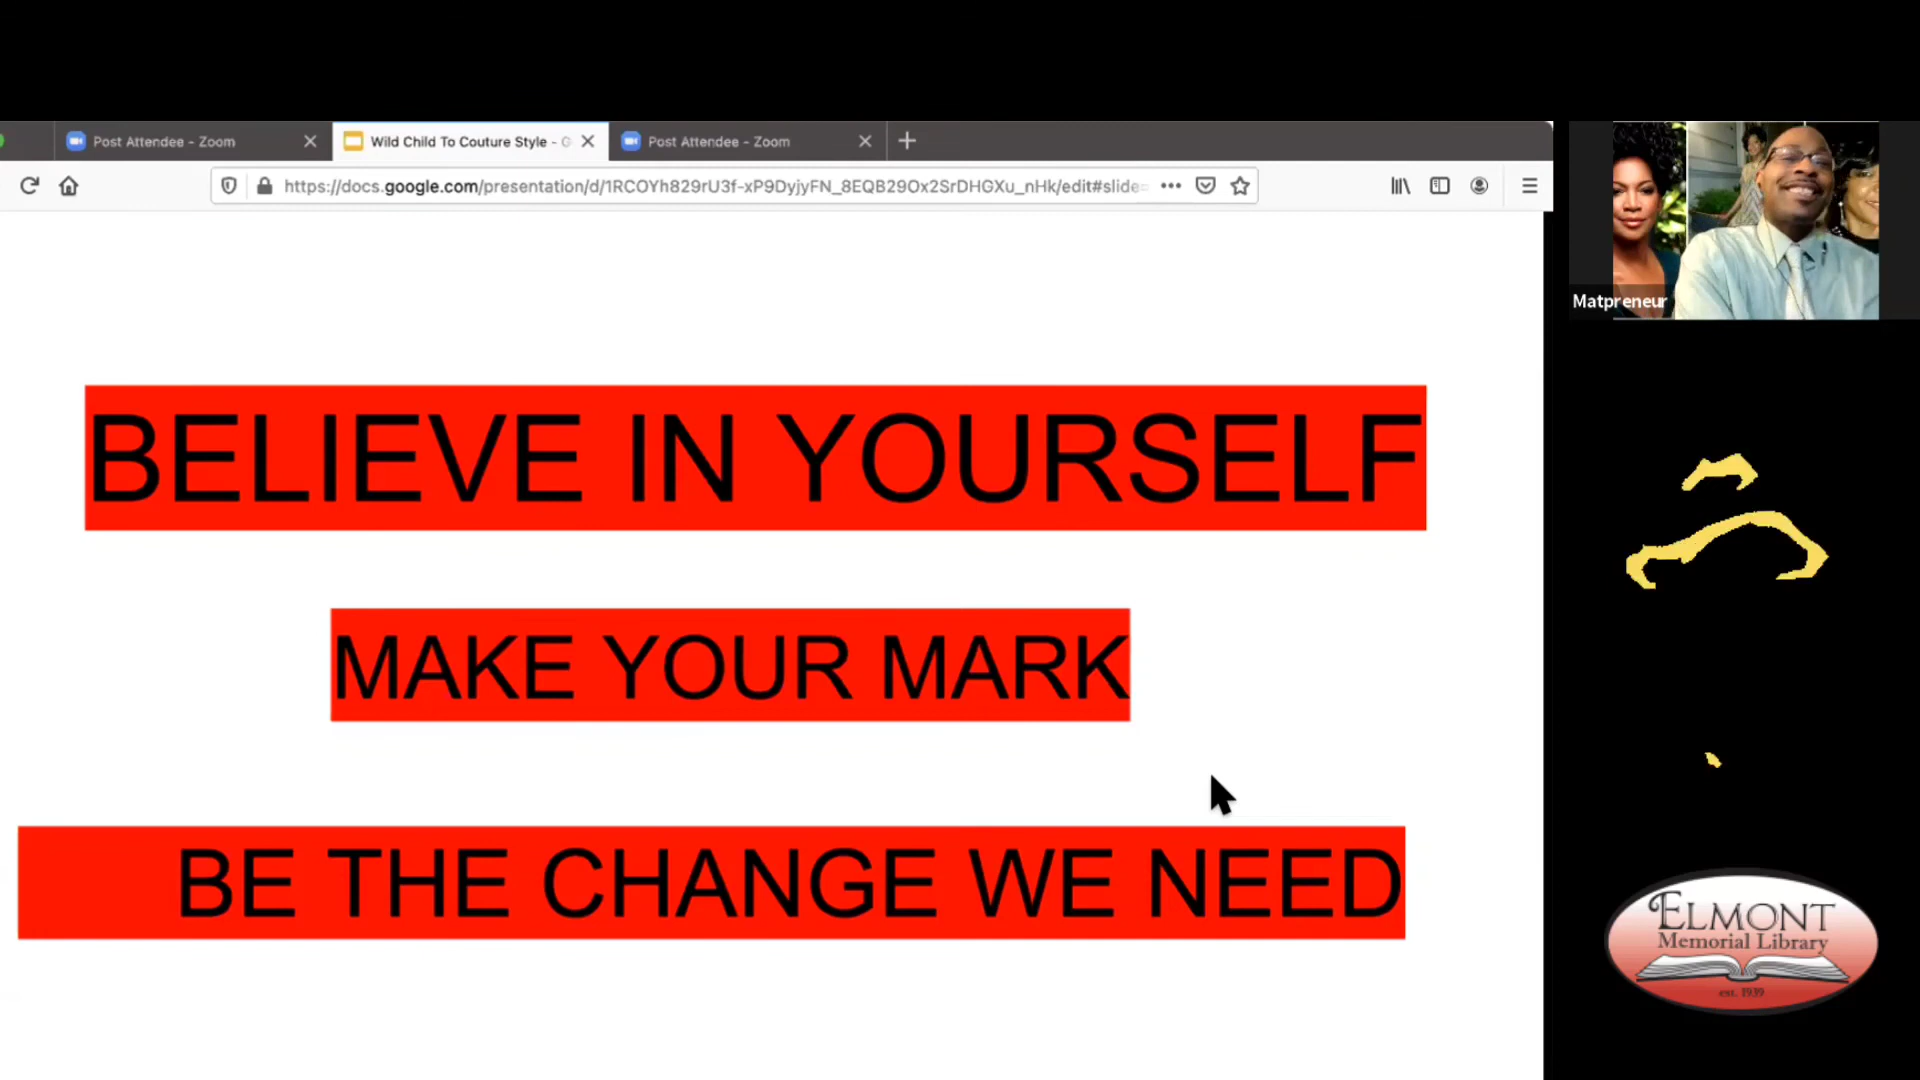 Post Attendee - Zoom
Wild Child To Couture Style - G
Post Attendee - Zoom
https://docs.google.com/presentation/d/1RCOYh829rU3f-xP9DyjyFN_8EQB29Ox2SrDHGXu_nHk/edit#slide=
Matpreneur
BELIEVE IN YOURSELF
MAKE YOUR MARK
BE THE CHANGE WE NEED
ELMONT
Memorial Library
est. 1939